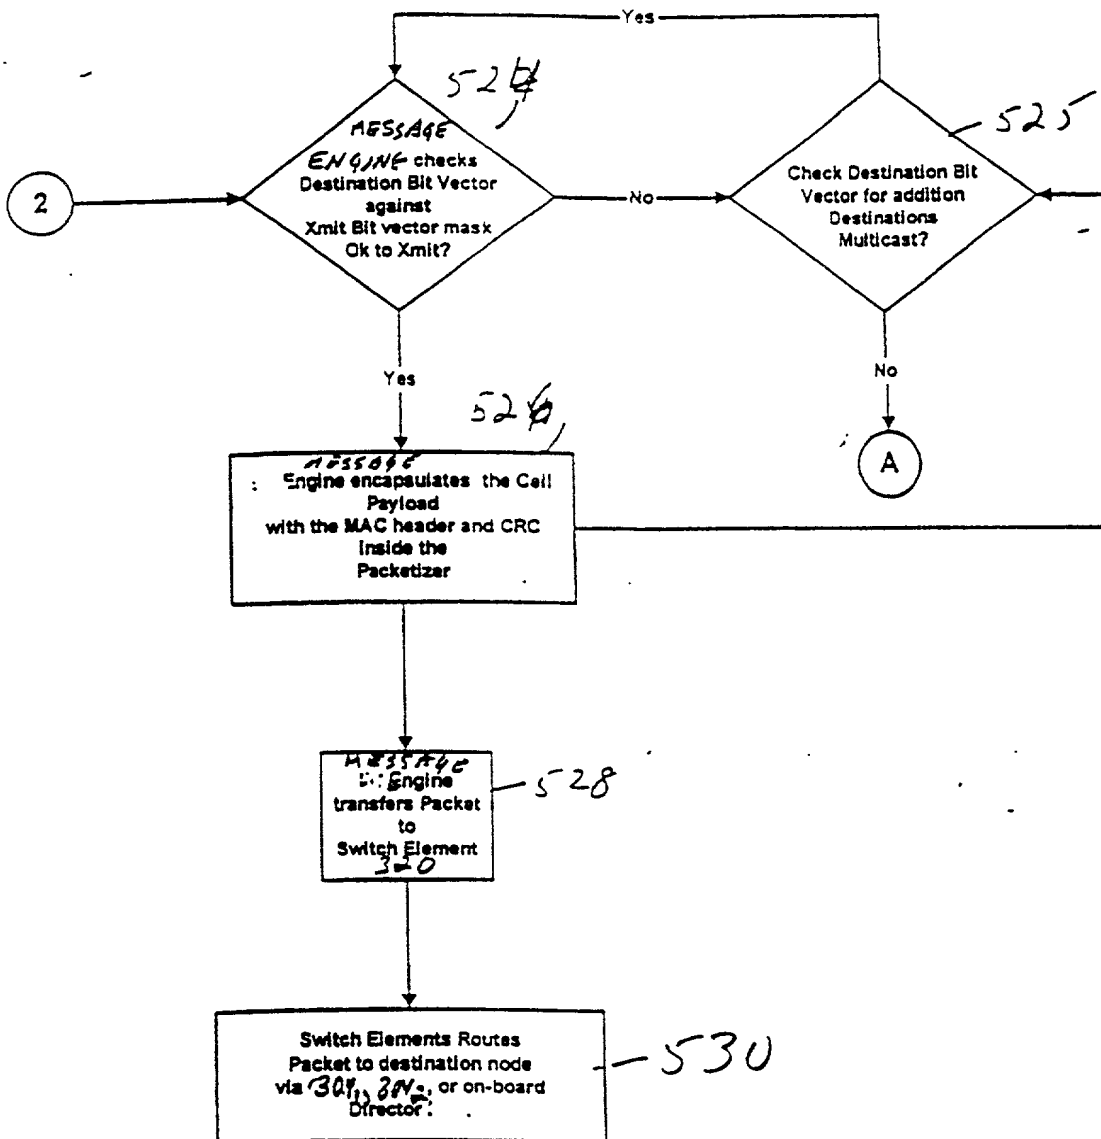 Yes
525
MESSAGE
ENGINE checks
Destination Bit Vector
against
Xmit Bit vector mask
Ok to Xmit?
2
No
Check Destination Bit
Vector for addition
Destinations
Multicast?
Yes
No
A
MESSAGE
Engine encapsulates the Cell
Payload
with the MAC header and CRC
Inside the
Packetizer
MESSAGE
Engine
transfers Packet
to
Switch Element
320
528
Switch Elements Routes
Packet to destination node
via or on-board
Director
530